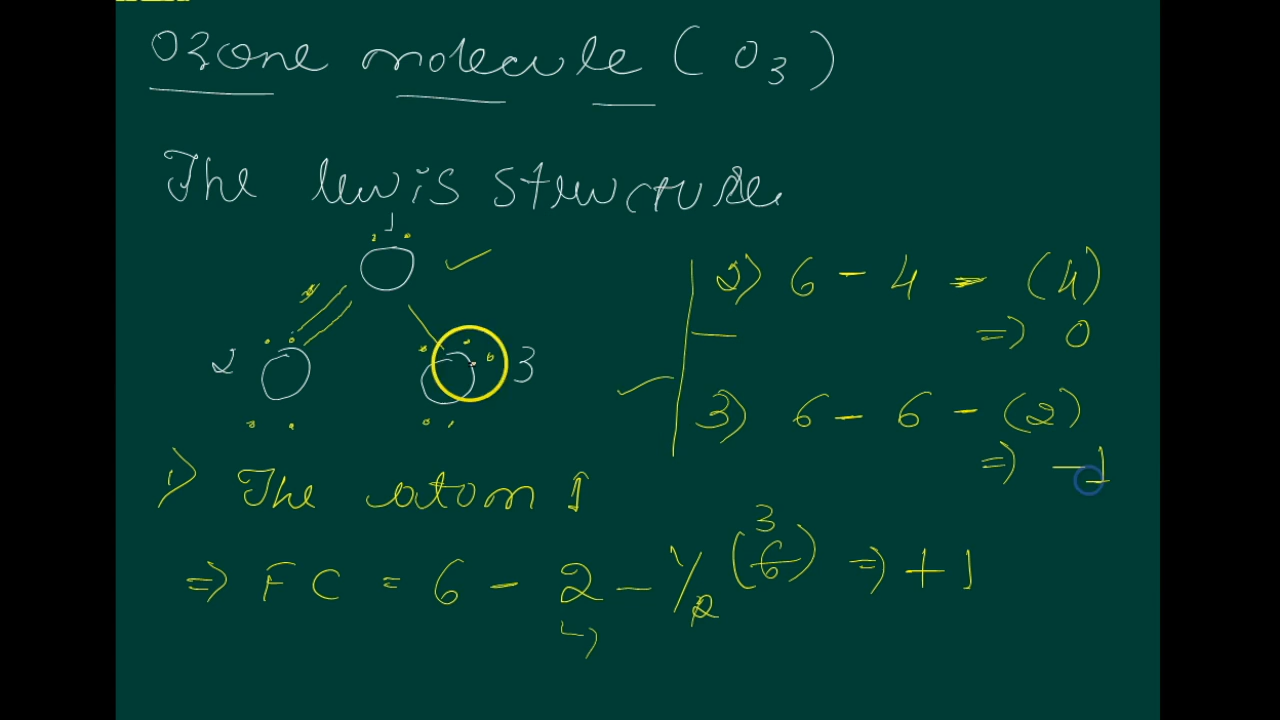 Ozone molecule (O3)
The lewis structure
1
2
3
2) 6 - 4 - (4)
=> 0
3) 6 - 6 - (2)
=> -1
1) The atom 1
3
=> FC = 6 - 2 - 1/2 (6) => +1